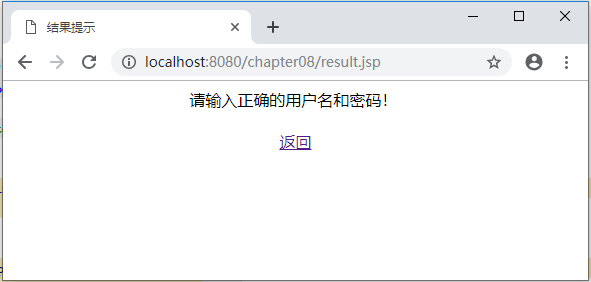 结果提示
localhost:8080/chapter08/result.jsp
请输入正确的用户名和密码！
返回